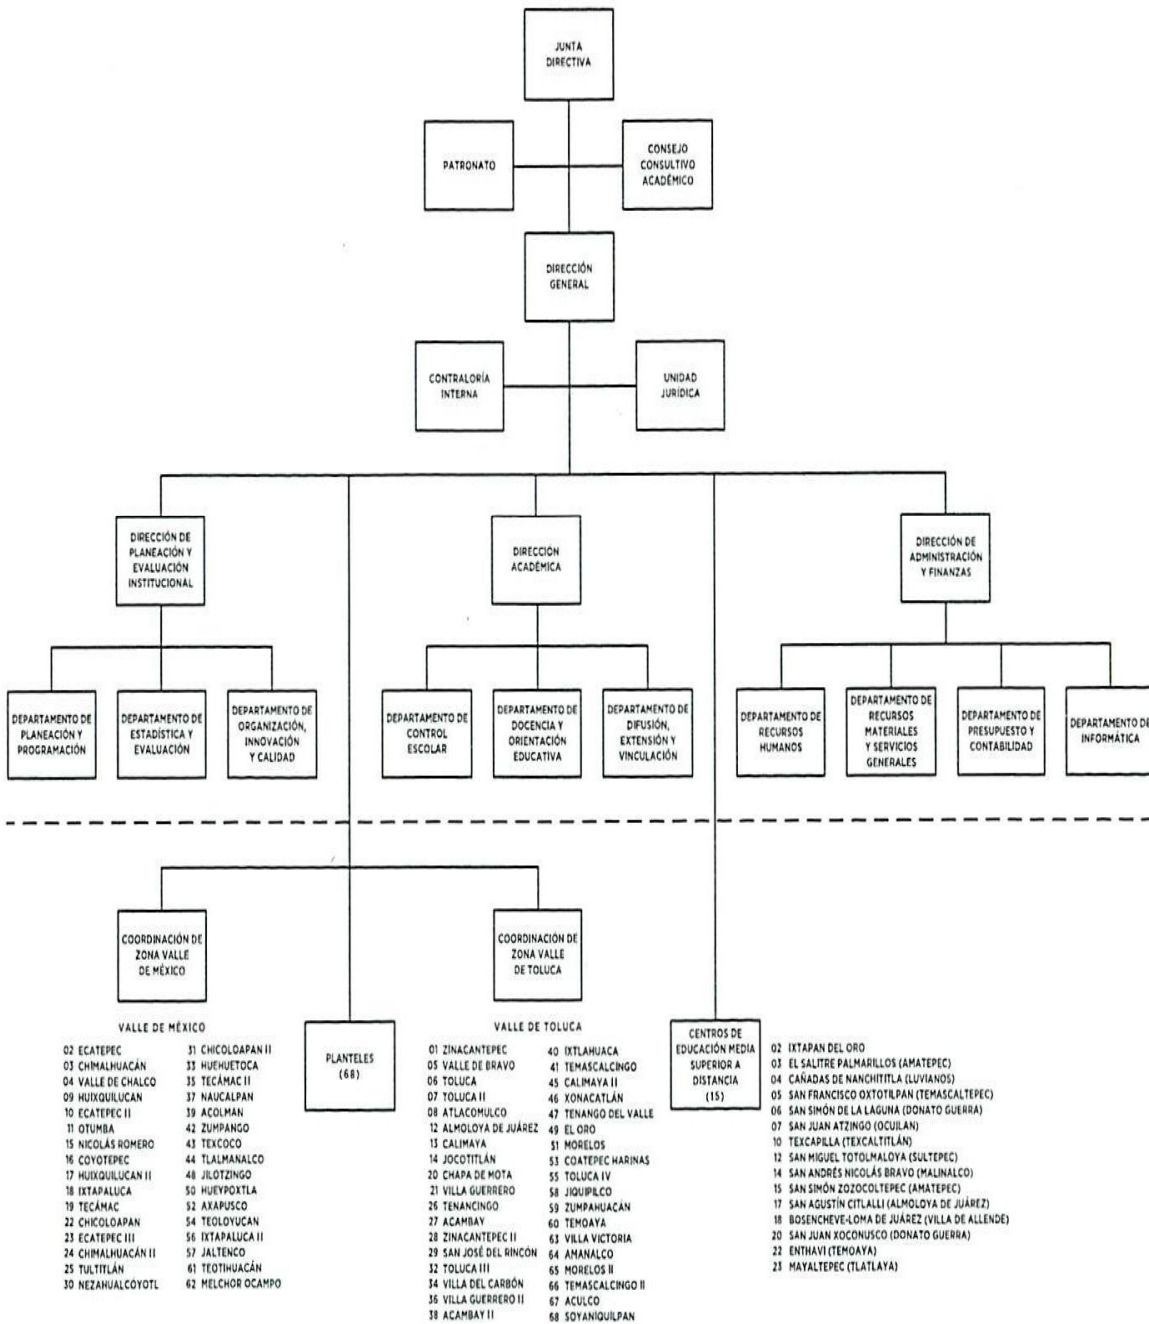 JUNTA
DIRECTIVA
PATRONATO
CONSEJO
CONSULTIVO
ACADÉMICO
DIRECCIÓN
GENERAL
CONTRALORÍA
INTERNA
UNIDAD
JURÍDICA
DIRECCIÓN DE
PLANEACIÓN Y
EVALUACIÓN
INSTITUCIONAL
DIRECCIÓN
ACADÉMICA
DIRECCIÓN DE
ADMINISTRACIÓN
Y FINANZAS
DEPARTAMENTO DE
PLANEACIÓN Y
PROGRAMACIÓN
DEPARTAMENTO DE
ESTADÍSTICA Y
EVALUACIÓN
DEPARTAMENTO DE
ORGANIZACIÓN,
INNOVACIÓN
Y CALIDAD
DEPARTAMENTO DE
CONTROL
ESCOLAR
DEPARTAMENTO DE
DOCENCIA Y
ORIENTACIÓN
EDUCATIVA
DEPARTAMENTO DE
DIFUSIÓN,
EXTENSIÓN Y
VINCULACIÓN
DEPARTAMENTO DE
RECURSOS
HUMANOS
DEPARTAMENTO DE
RECURSOS
MATERIALES
Y SERVICIOS
GENERALES
DEPARTAMENTO DE
PRESUPUESTO Y
CONTABILIDAD
DEPARTAMENTO DE
INFORMÁTICA
COORDINACIÓN DE
ZONA VALLE
DE MÉXICO
COORDINACIÓN DE
ZONA VALLE
DE TOLUCA
VALLE DE MÉXICO
02 ECATEPEC
03 CHIMALHUACÁN
04 VALLE DE CHALCO
09 HUIXQUILUCAN
10 ECATEPEC II
11 OTUMBA
15 NICOLÁS ROMERO
16 COYOTEPEC
17 HUIXQUILUCAN II
18 IXTAPALUCA
19 TECÁMAC
22 CHICOLOAPAN
23 ECATEPEC III
24 CHIMALHUACÁN II
25 TULTITLÁN
30 NEZAHUALCÓYOTL
31 CHICOLOAPAN II
33 HUEHUETOCA
35 TECÁMAC II
37 NAUCALPAN
39 ACOLMAN
42 ZUMPANGO
43 TEXCOCO
44 TLALMANALCO
48 JILOTZINGO
50 HUEYPOXTLA
52 AXAPUSCO
54 TEOLOYUCAN
56 IXTAPALUCA II
57 JALTENCO
61 TEOTIHUACÁN
62 MELCHOR OCAMPO
PLANTELES
(68)
VALLE DE TOLUCA
01 ZINACANTEPEC
05 VALLE DE BRAVO
06 TOLUCA
07 TOLUCA II
08 ATLACOMULCO
12 ALMOLOYA DE JUÁREZ
13 CALIMAYA
14 JOCOTITLÁN
20 CHAPA DE MOTA
21 VILLA GUERRERO
26 TENANCINGO
27 ACAMBAY
28 ZINACANTEPEC II
29 SAN JOSÉ DEL RINCÓN
32 TOLUCA III
34 VILLA DEL CARBÓN
36 VILLA GUERRERO II
38 ACAMBAY II
40 IXTLAHUACA
41 TEMASCALCINGO
45 CALIMAYA II
46 XONACATLÁN
47 TENANGO DEL VALLE
49 EL ORO
51 MORELOS
53 COATEPEC HARINAS
55 TOLUCA IV
58 JIQUIPILCO
59 ZUMPAHUACÁN
60 TEMOAYA
63 VILLA VICTORIA
64 AMANALCO
65 MORELOS II
66 TEMASCALCINGO II
67 ACULCO
68 SOYANIQUILPAN
CENTROS DE
EDUCACIÓN MEDIA
SUPERIOR A
DISTANCIA
(15)
02 IXTAPAN DEL ORO
03 EL SALITRE PALMARILLOS (AMATEPEC)
04 CAÑADAS DE NANCHITITLA (LUVIANOS)
05 SAN FRANCISCO OXTOTILPAN (TEMASCALTEPEC)
06 SAN SIMÓN DE LA LAGUNA (DONATO GUERRA)
07 SAN JUAN ATZINGO (OCUILAN)
10 TEXCAPILLA (TEXCALTITLÁN)
12 SAN MIGUEL TOTOLMALOYA (SULTEPEC)
14 SAN ANDRÉS NICOLÁS BRAVO (MALINALCO)
15 SAN SIMÓN ZOZOCOLTEPEC (AMATEPEC)
17 SAN AGUSTÍN CITLALLI (ALMOLOYA DE JUÁREZ)
18 BOSENCHEVE-LOMA DE JUÁREZ (VILLA DE ALLENDE)
20 SAN JUAN XOCONUSCO (DONATO GUERRA)
22 ENTHAVI (TEMOAYA)
23 MAYALTEPEC (TLATLAYA)